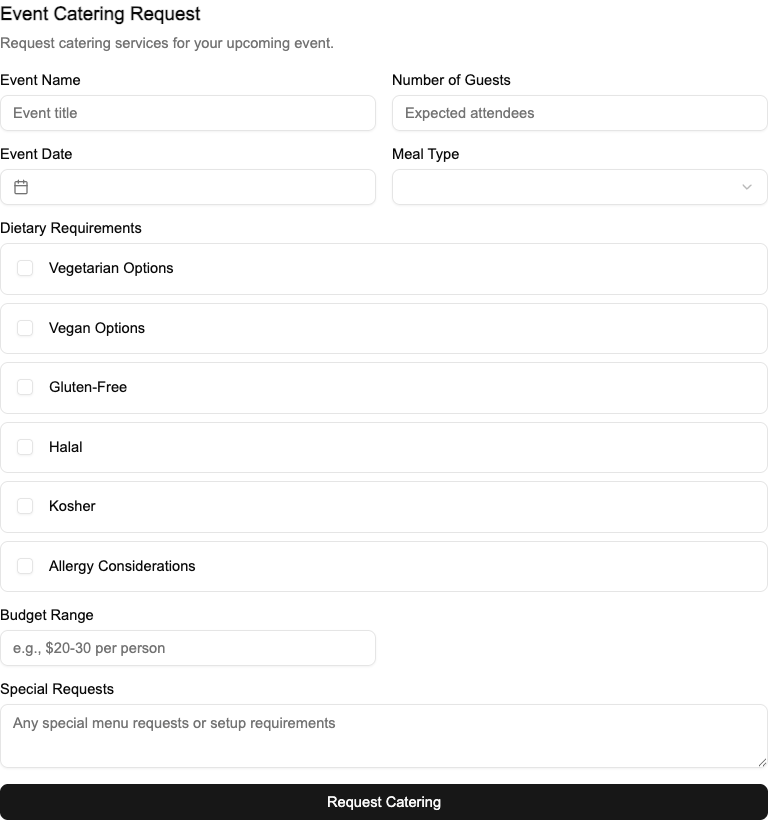 Event Catering Request
Request catering services for your upcoming event.
Event Name
Number of Guests
Event title
Expected attendees
Event Date
Meal Type
Dietary Requirements
Vegetarian Options
Vegan Options
Gluten-Free
Halal
Kosher
Allergy Considerations
Budget Range
e.g., $20-30 per person
Special Requests
Any special menu requests or setup requirements
Request Catering